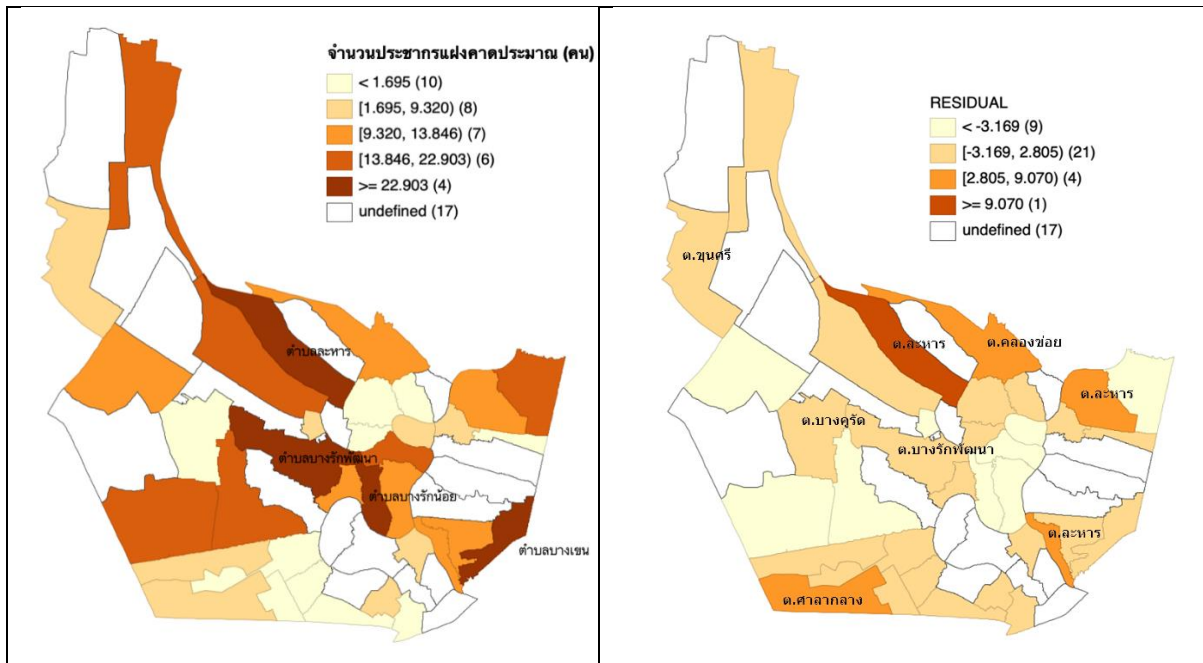 จำนวนประชากรแฝงคาดประมาณ (คน)
< 1.695 (10)
[1.695, 9.320) (8)
[9.320, 13.846) (7)
[13.846, 22.903) (6)
>= 22.903 (4)
undefined (17)
ตำบลละหาร
ตำบลบางรักพัฒนา
ตำบลบางรักน้อย
ตำบลบางเขน
RESIDUAL
< -3.169 (9)
[-3.169, 2.805) (21)
[2.805, 9.070) (4)
>= 9.070 (1)
undefined (17)
ต.ขุนศรี
ต.ละหาร
ต.คลองข่อย
ต.ละหาร
ต.บางคูรัด
ต.บางรักพัฒนา
ต.ละหาร
ต.ศาลากลาง